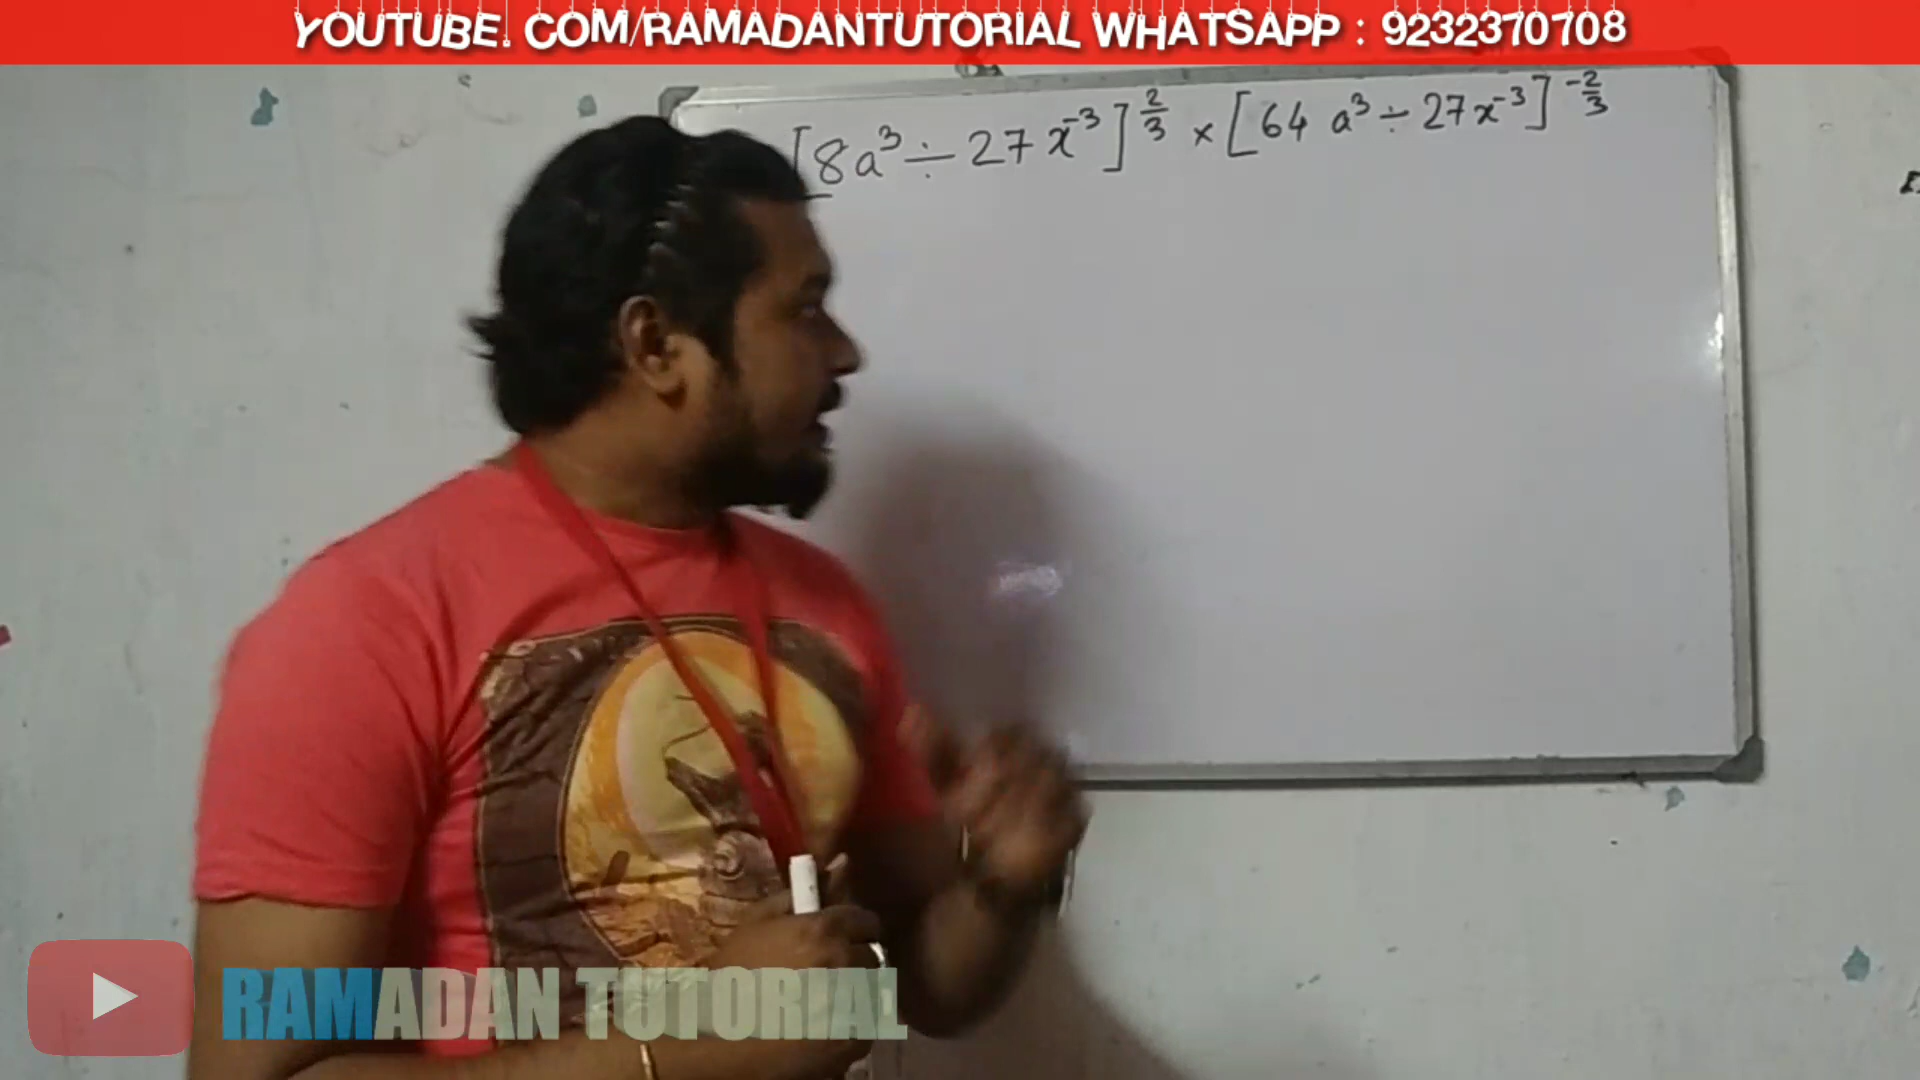 YOUTUBE. COM/RAMADANTUTORIAL WHATSAPP : 9232370708
[8a³ ÷ 27x⁻³]^{2/3} × [64 a³ ÷ 27x⁻³]^{-2/3}
RAMADAN TUTORIAL